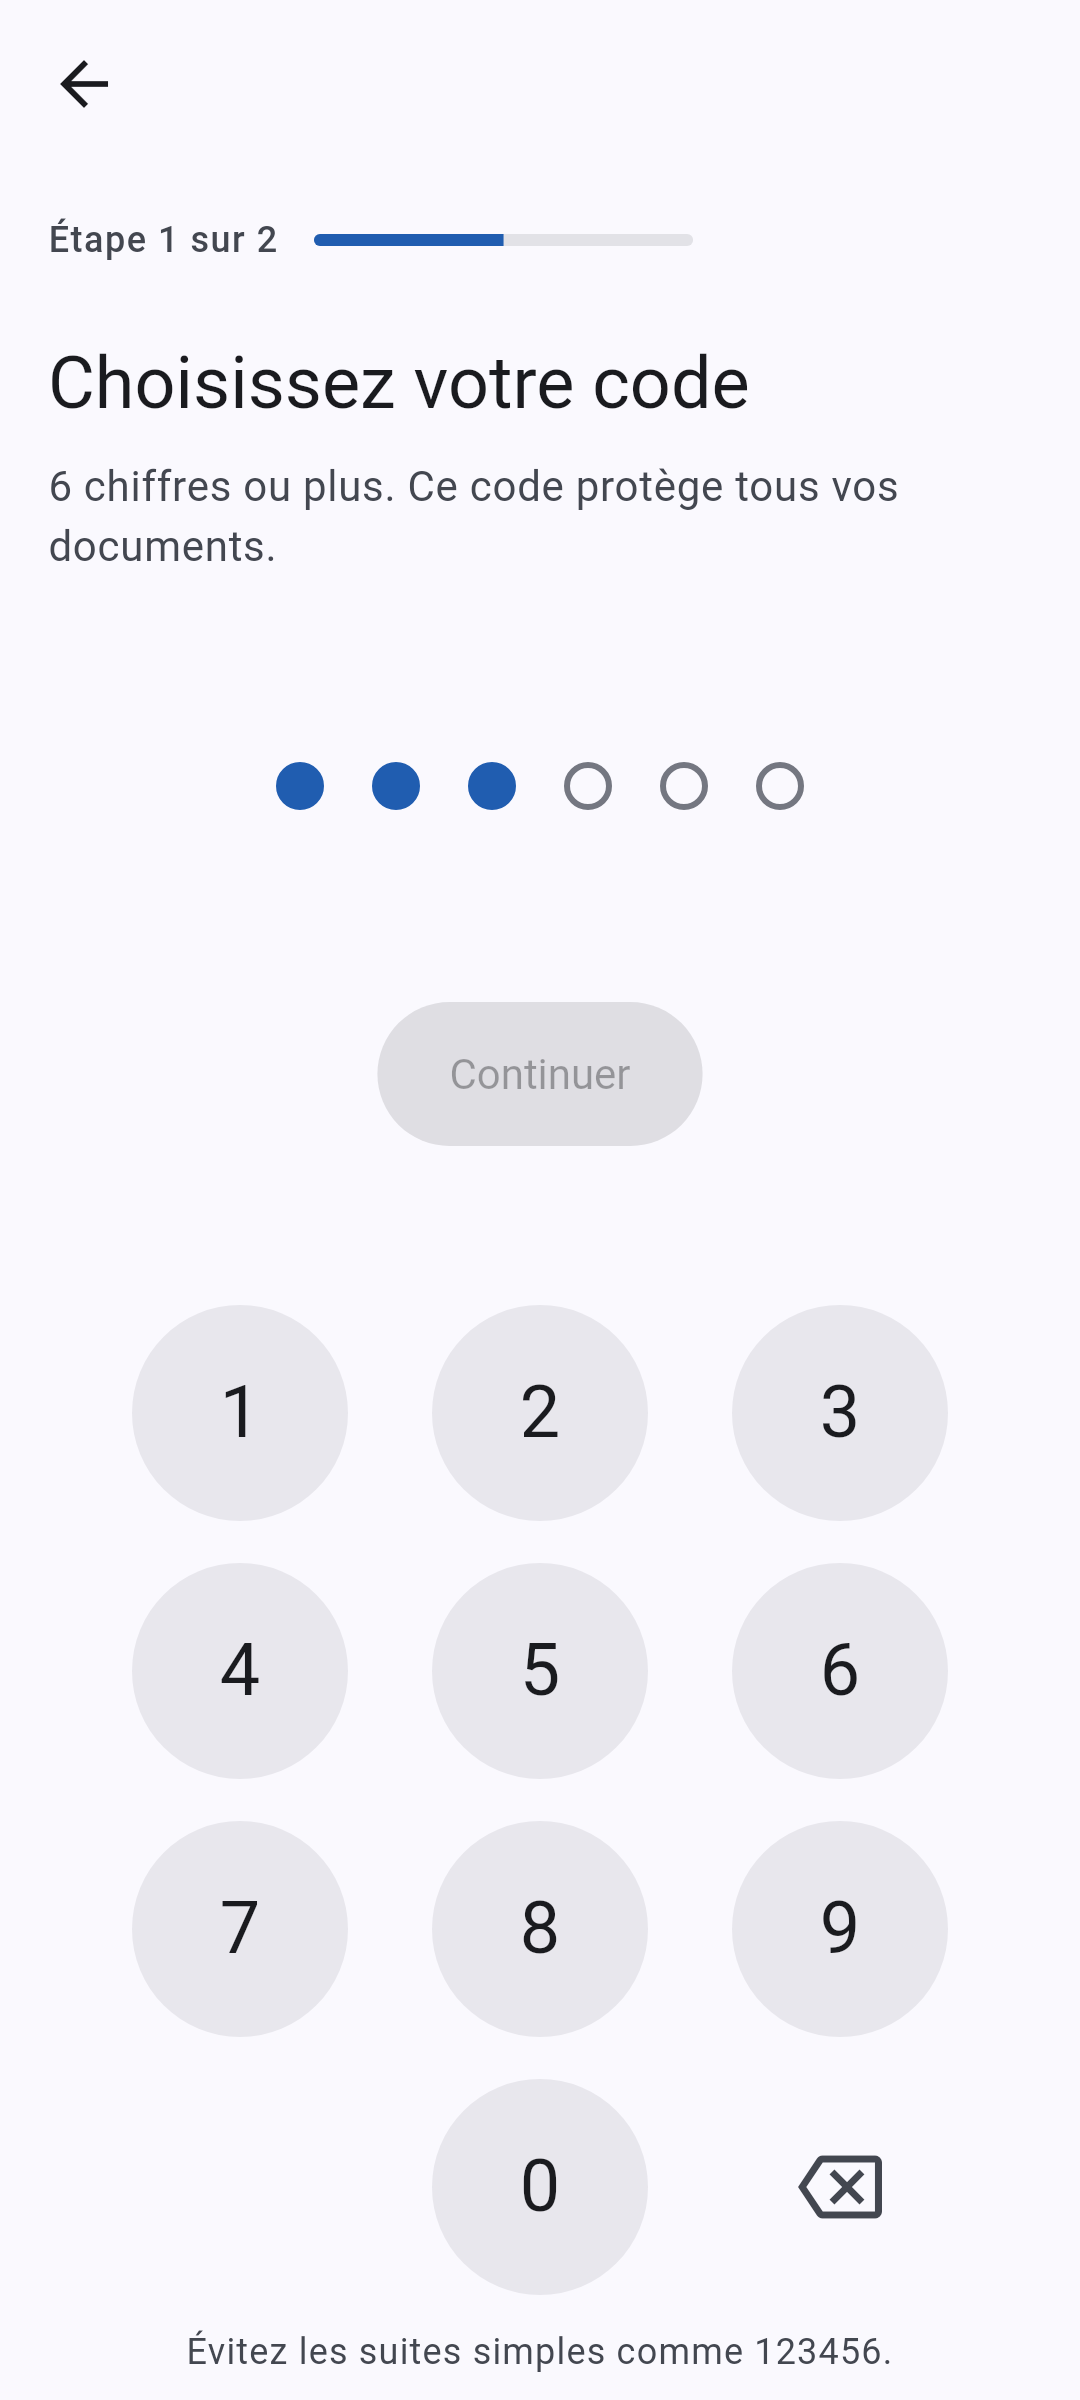 Étape 1 sur 2
Choisissez votre code
6 chiffres ou plus. Ce code protège tous vos
documents.
Continuer
1 2 3
4 5 6
7 8 9
0
Évitez les suites simples comme 123456.